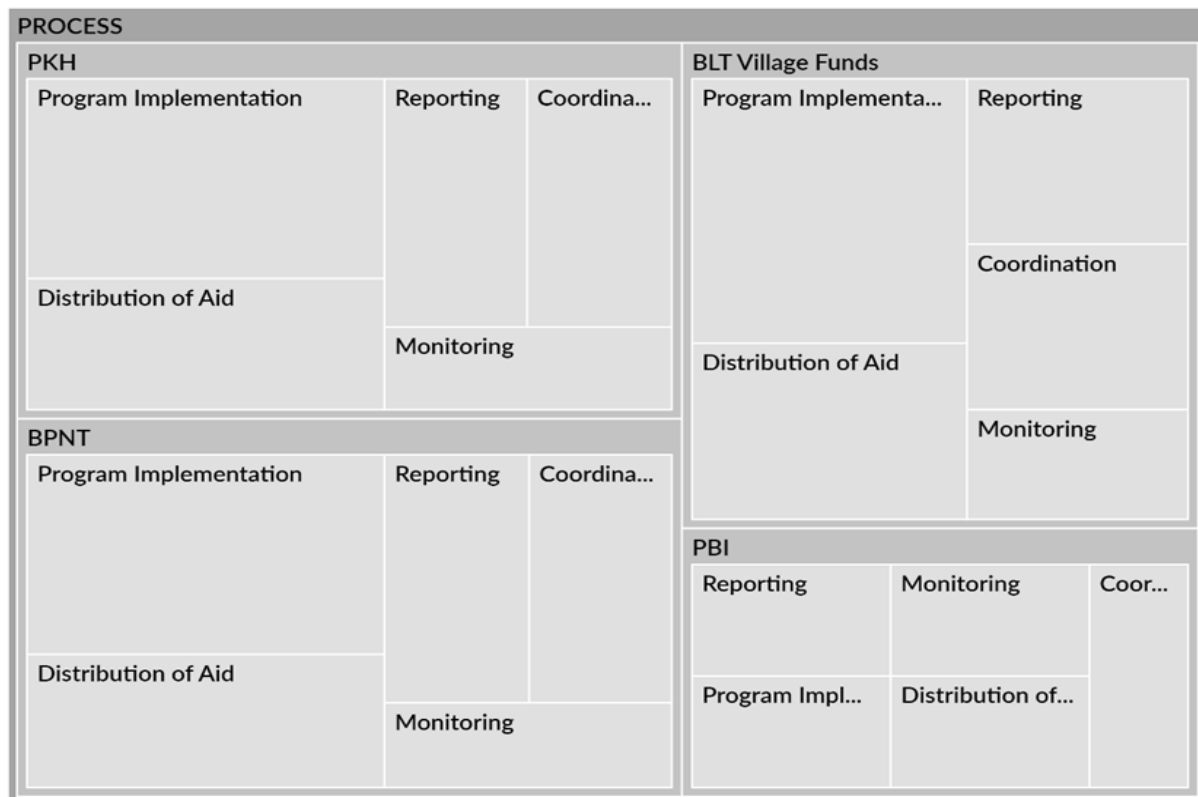 PROCESS
PKH
Program Implementation
Reporting
Coordina...
Distribution of Aid
Monitoring
BLT Village Funds
Program Implementa...
Reporting
Coordination
Distribution of Aid
Monitoring
BPNT
Program Implementation
Reporting
Coordina...
Distribution of Aid
Monitoring
PBI
Reporting
Monitoring
Coor...
Program Impl...
Distribution of...